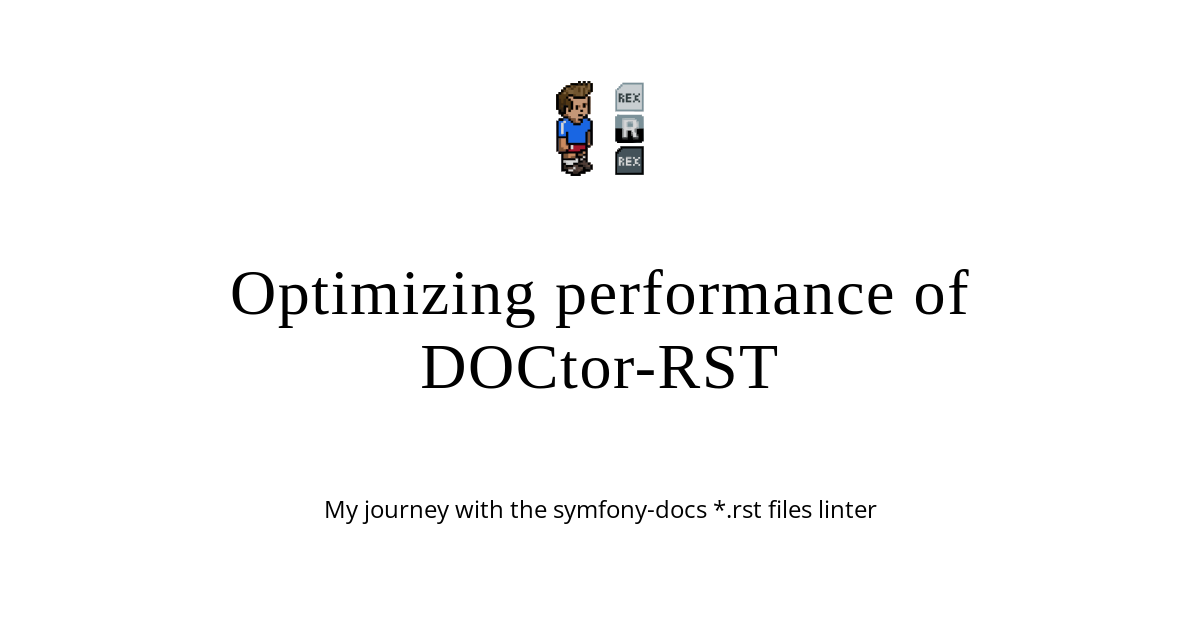 REX
R
REX
Optimizing performance of
DOCtor-RST
My journey with the symfony-docs *.rst files linter